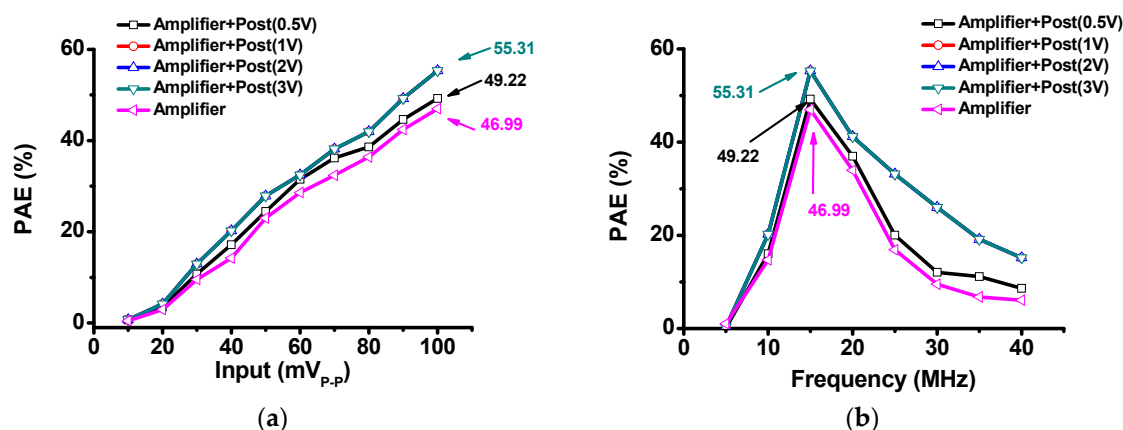 Amplifier+Post(0.5V)
Amplifier+Post(1V)
Amplifier+Post(2V)
Amplifier+Post(3V)
Amplifier
55.31
49.22
46.99
60
40
20
0
PAE (%)
0 20 40 60 80 100
Input (mVP-P)
(a)
Amplifier+Post(0.5V)
Amplifier+Post(1V)
Amplifier+Post(2V)
Amplifier+Post(3V)
Amplifier
55.31
49.22
46.99
60
40
20
0
PAE (%)
0 10 20 30 40
Frequency (MHz)
(b)